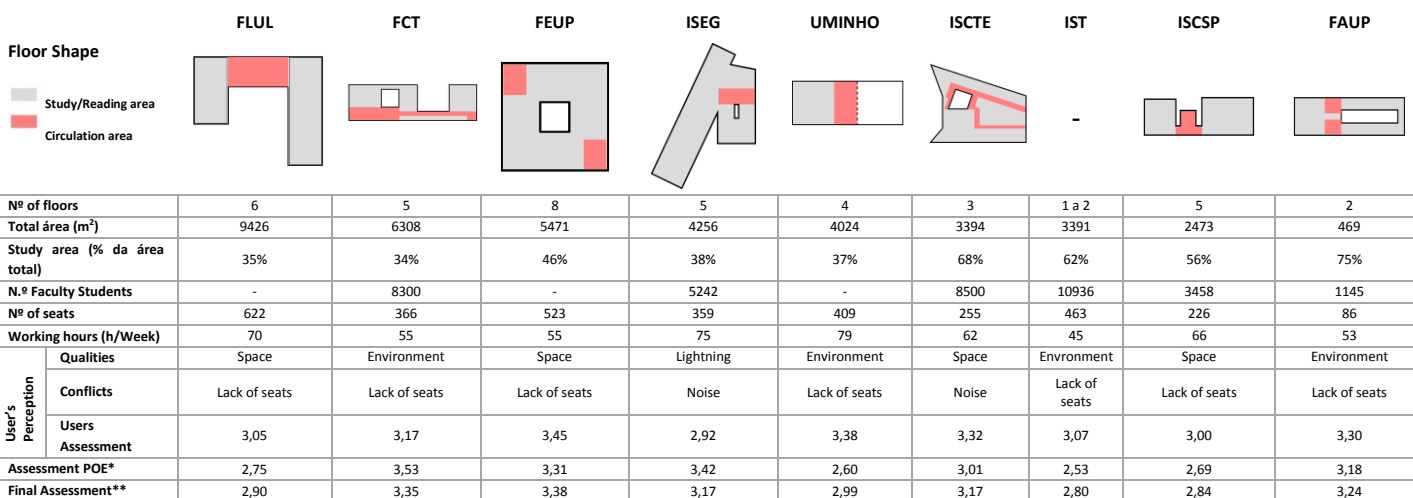 FLUL FCT FEUP ISEG UMINHO ISCTE IST ISCSP FAUP
Floor Shape
Study/Reading area
Circulation area
-
Nº of floors 6 5 8 5 4 3 1 a 2 5 2
Total área (m²) 9426 6308 5471 4256 4024 3394 3391 2473 469
Study area (% da área total) 35% 34% 46% 38% 37% 68% 62% 56% 75%
N.º Faculty Students - 8300 - 5242 - 8500 10936 3458 1145
Nº of seats 622 366 523 359 409 255 463 226 86
Working hours (h/Week) 70 55 55 75 79 62 45 66 53
User's Perception
Qualities Space Environment Space Lightning Environment Space Envronment Space Environment
Conflicts Lack of seats Lack of seats Lack of seats Noise Lack of seats Noise Lack of seats Lack of seats Lack of seats
Users Assessment 3,05 3,17 3,45 2,92 3,38 3,32 3,07 3,00 3,30
Assessment POE* 2,75 3,53 3,31 3,42 2,60 3,01 2,53 2,69 3,18
Final Assessment** 2,90 3,35 3,38 3,17 2,99 3,17 2,80 2,84 3,24